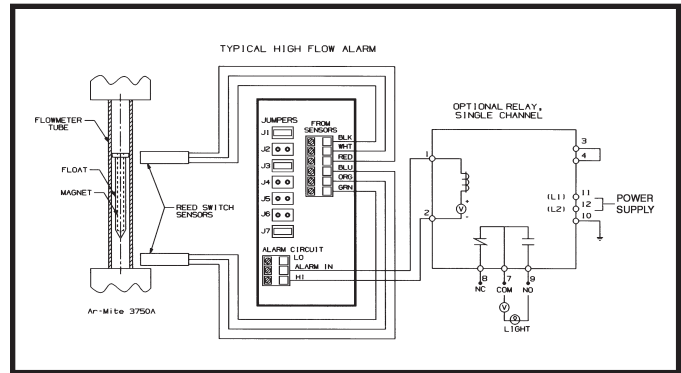 TYPICAL HIGH FLOW ALARM
FLOWMETER
TUBE
FLOAT
MAGNET
REED SWITCH
SENSORS
Ar-Mite 3750A
JUMPERS
J1
J2
J3
J4
J5
J6
J7
FROM
SENSORS
BLK
WHT
RED
BLU
ORG
GRN
ALARM CIRCUIT
LO
ALARM IN
HI
OPTIONAL RELAY,
SINGLE CHANNEL
1
2
+
V
-
3
4
(L1) 11
(L2) 12
10
POWER
SUPPLY
8 7 9
NC COM NO
V
LIGHT